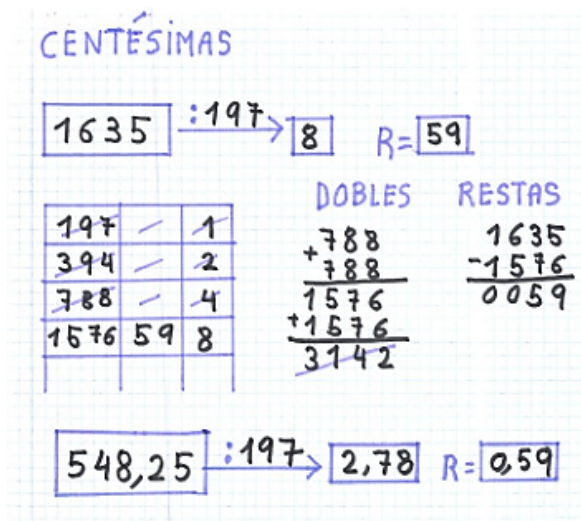 CENTÉSIMAS
1635 :197 8 R= 59
DOBLES RESTAS
197 - 1
394 - 2
788 - 4
1576 59 8
+788
788
1576
+1576
3142
1635
-1576
0059
548,25 :197 2,78 R= 0,59